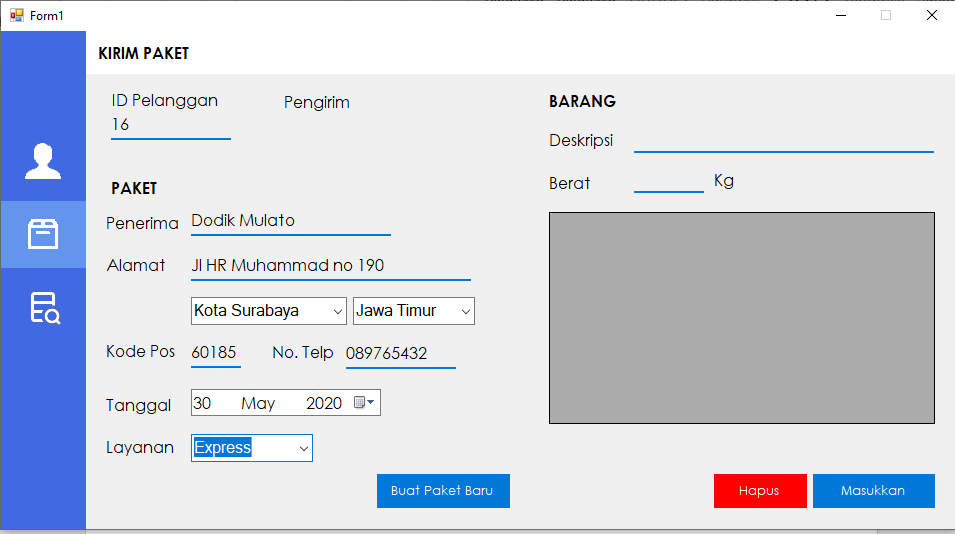 Form1
KIRIM PAKET
ID Pelanggan
16
Pengirim
PAKET
Penerima Dodik Mulato
Alamat Jl HR Muhammad no 190
Kota Surabaya Jawa Timur
Kode Pos 60185 No. Telp 089765432
Tanggal 30 May 2020
Layanan Express
Buat Paket Baru
BARANG
Deskripsi
Berat Kg
Hapus Masukkan